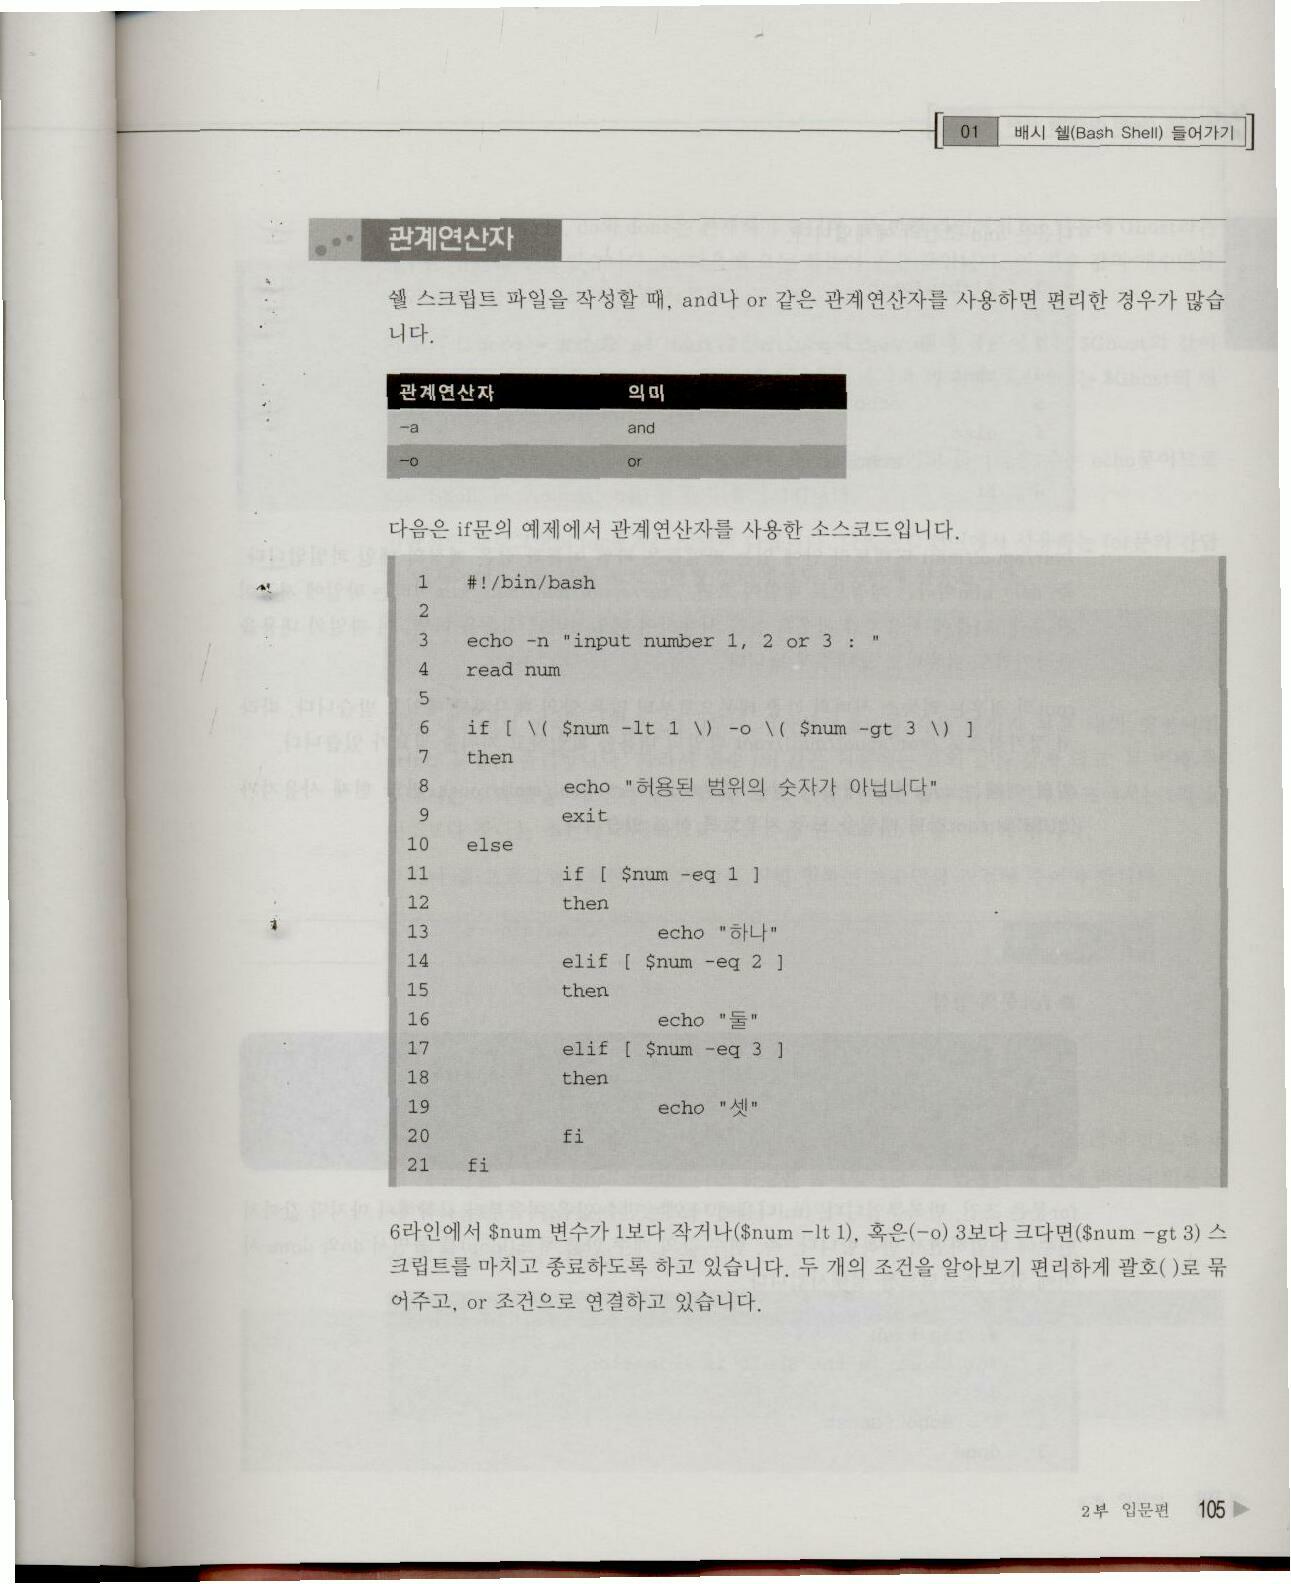 01 배시 쉘(Bash Shell) 들어가기
관계연산자
쉘 스크립트 파일을 작성할 때, and나 or 같은 관계연산자를 사용하면 편리한 경우가 많습
니다.
관계연산자 의미
-a and
-o or
다음은 if문의 예제에서 관계연산자를 사용한 소스코드입니다.
1 #!/bin/bash
2
3 echo -n "input number 1, 2 or 3 : "
4 read num
5
6 if [ \( $num -lt 1 \) -o \( $num -gt 3 \) ]
7 then
8 echo "허용된 범위의 숫자가 아닙니다"
9 exit
10 else
11 if [ $num -eq 1 ]
12 then
13 echo "하나"
14 elif [ $num -eq 2 ]
15 then
16 echo "둘"
17 elif [ $num -eq 3 ]
18 then
19 echo "셋"
20 fi
21 fi
6라인에서 $num 변수가 1보다 작거나($num -lt 1), 혹은(-o) 3보다 크다면($num -gt 3) 스
크립트를 마치고 종료하도록 하고 있습니다. 두 개의 조건을 알아보기 편리하게 괄호( )로 묶
어주고, or 조건으로 연결하고 있습니다.
2부 입문편 105